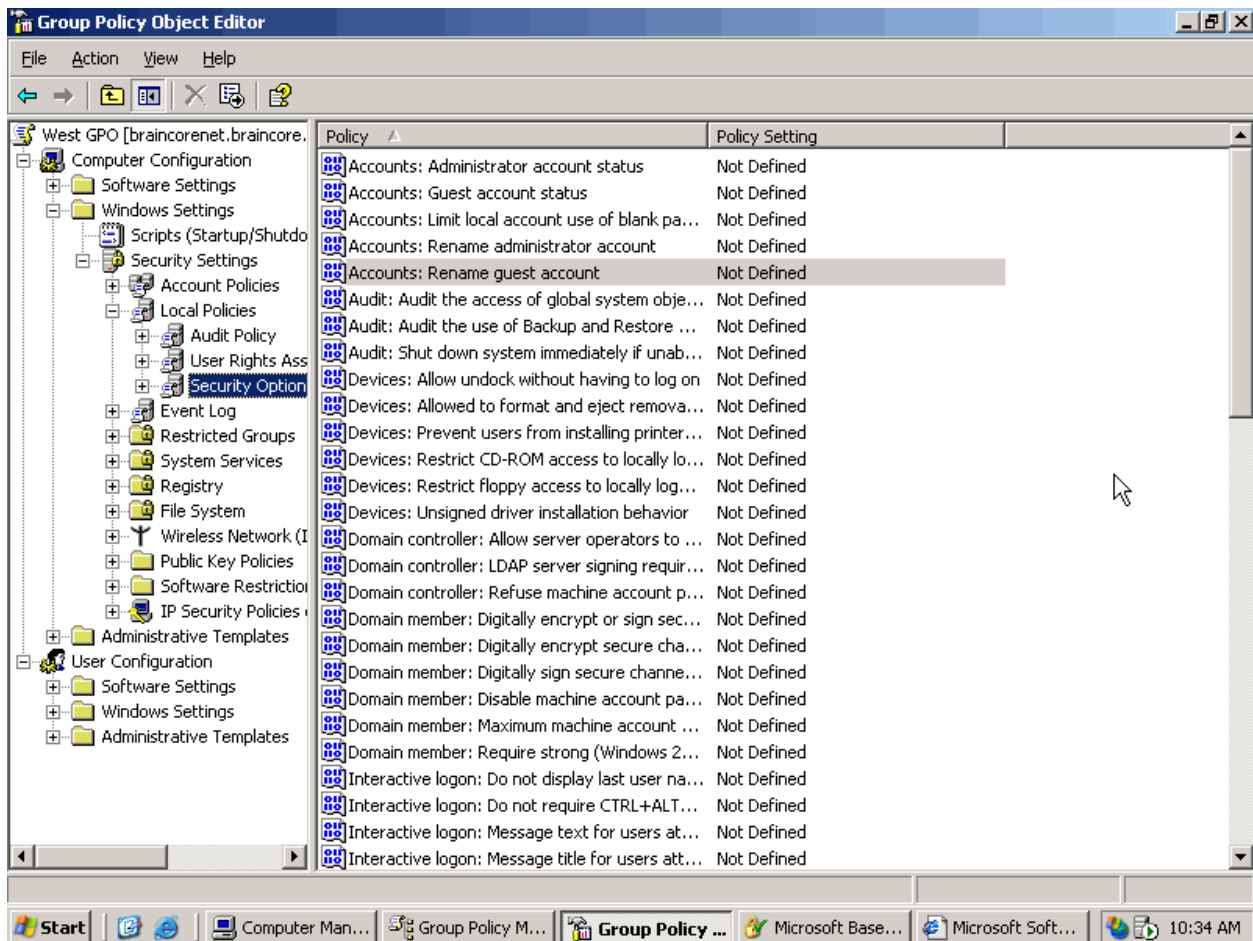 Group Policy Object Editor
File Action View Help
West GPO [braincorenet.braincore.
Computer Configuration
Software Settings
Windows Settings
Scripts (Startup/Shutdo
Security Settings
Account Policies
Local Policies
Audit Policy
User Rights Ass
Security Option
Event Log
Restricted Groups
System Services
Registry
File System
Wireless Network (I
Public Key Policies
Software Restriction
IP Security Policies
Administrative Templates
User Configuration
Software Settings
Windows Settings
Administrative Templates
Policy Policy Setting
Accounts: Administrator account status Not Defined
Accounts: Guest account status Not Defined
Accounts: Limit local account use of blank pa... Not Defined
Accounts: Rename administrator account Not Defined
Accounts: Rename guest account Not Defined
Audit: Audit the access of global system obje... Not Defined
Audit: Audit the use of Backup and Restore ... Not Defined
Audit: Shut down system immediately if unab... Not Defined
Devices: Allow undock without having to log on Not Defined
Devices: Allowed to format and eject remova... Not Defined
Devices: Prevent users from installing printer... Not Defined
Devices: Restrict CD-ROM access to locally lo... Not Defined
Devices: Restrict floppy access to locally log... Not Defined
Devices: Unsigned driver installation behavior Not Defined
Domain controller: Allow server operators to ... Not Defined
Domain controller: LDAP server signing requir... Not Defined
Domain controller: Refuse machine account p... Not Defined
Domain member: Digitally encrypt or sign sec... Not Defined
Domain member: Digitally encrypt secure cha... Not Defined
Domain member: Digitally sign secure channe... Not Defined
Domain member: Disable machine account pa... Not Defined
Domain member: Maximum machine account ... Not Defined
Domain member: Require strong (Windows 2... Not Defined
Interactive logon: Do not display last user na... Not Defined
Interactive logon: Do not require CTRL+ALT... Not Defined
Interactive logon: Message text for users at... Not Defined
Interactive logon: Message title for users att... Not Defined
Start Computer Man... Group Policy M... Group Policy ... Microsoft Base... Microsoft Soft... 10:34 AM